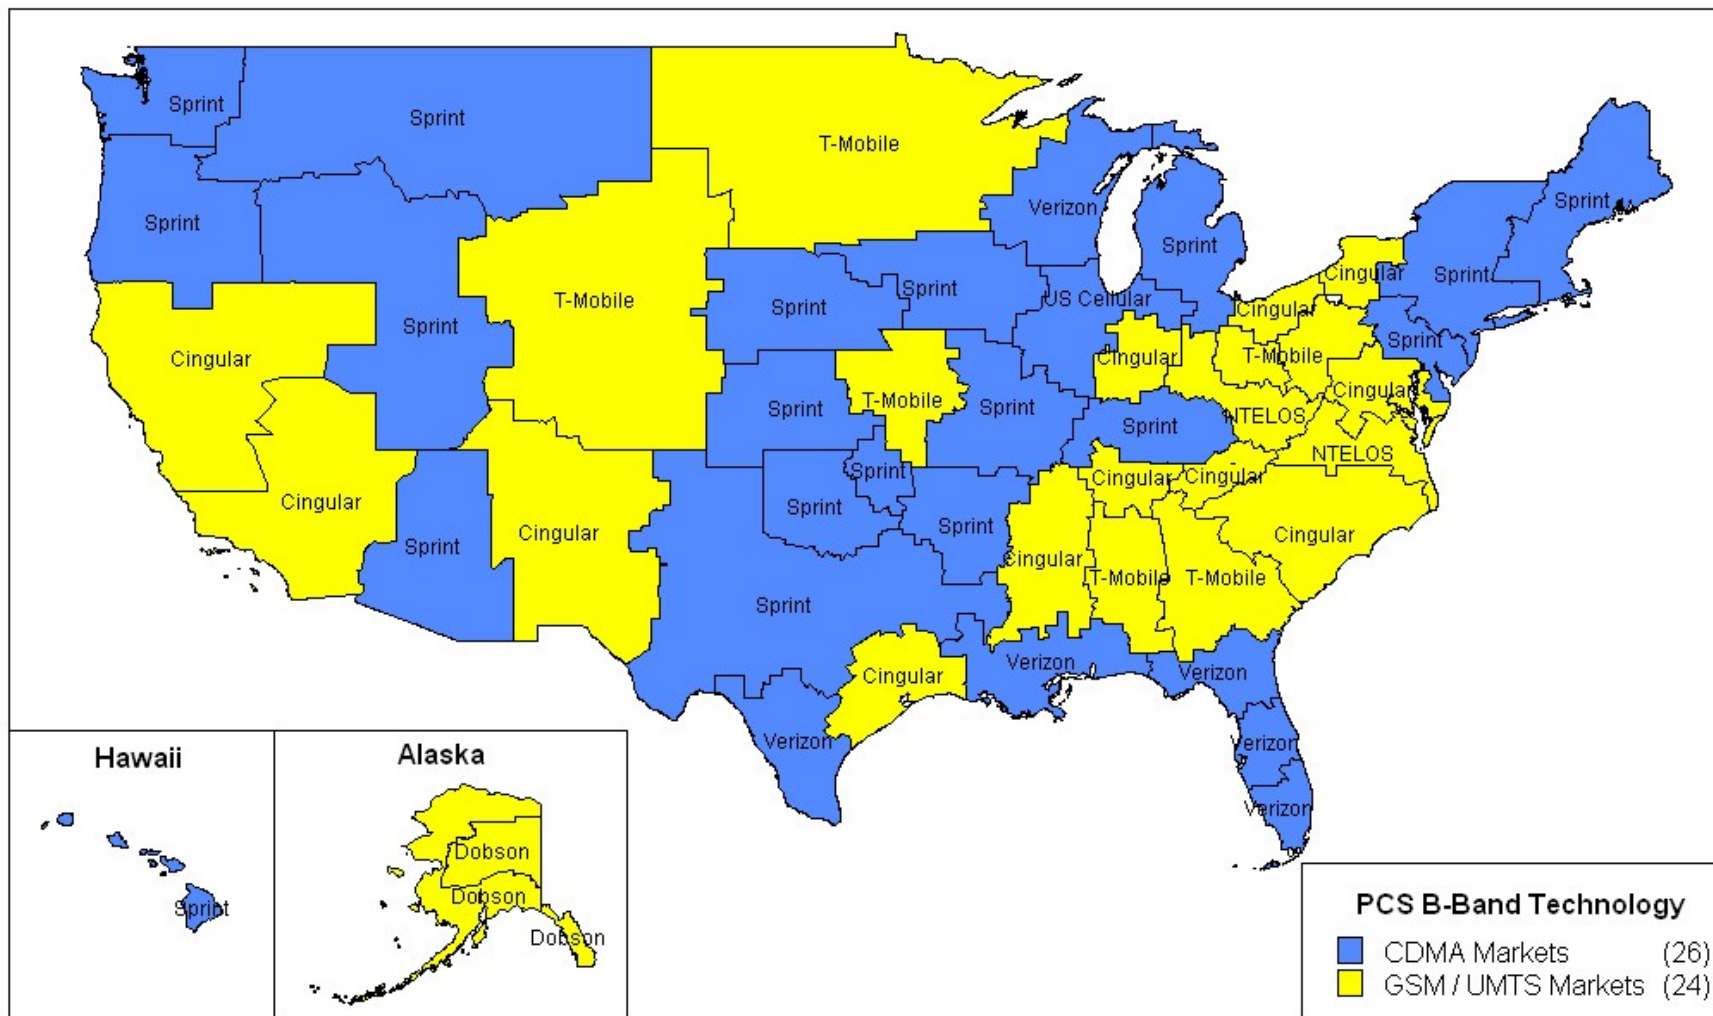 Sprint
Sprint
T-Mobile
Sprint
Verizon
Sprint
Sprint
T-Mobile
Cingular
Sprint
Sprint
Sprint
US Cellular
Cingular
Sprint
Cingular
Sprint
T-Mobile
Sprint
Cingular
T-Mobile
Cingular
Sprint
T-Mobile
Sprint
Sprint
NTELOS
NTELOS
Cingular
Sprint
Cingular
Cingular
Sprint
Sprint
Sprint
Cingular
Cingular
Sprint
Cingular
T-Mobile
T-Mobile
Sprint
Cingular
Verizon
Verizon
Verizon
Verizon
Verizon
Hawaii
Sprint
Alaska
Dobson
Dobson
Dobson
PCS B-Band Technology
CDMA Markets (26)
GSM / UMTS Markets (24)